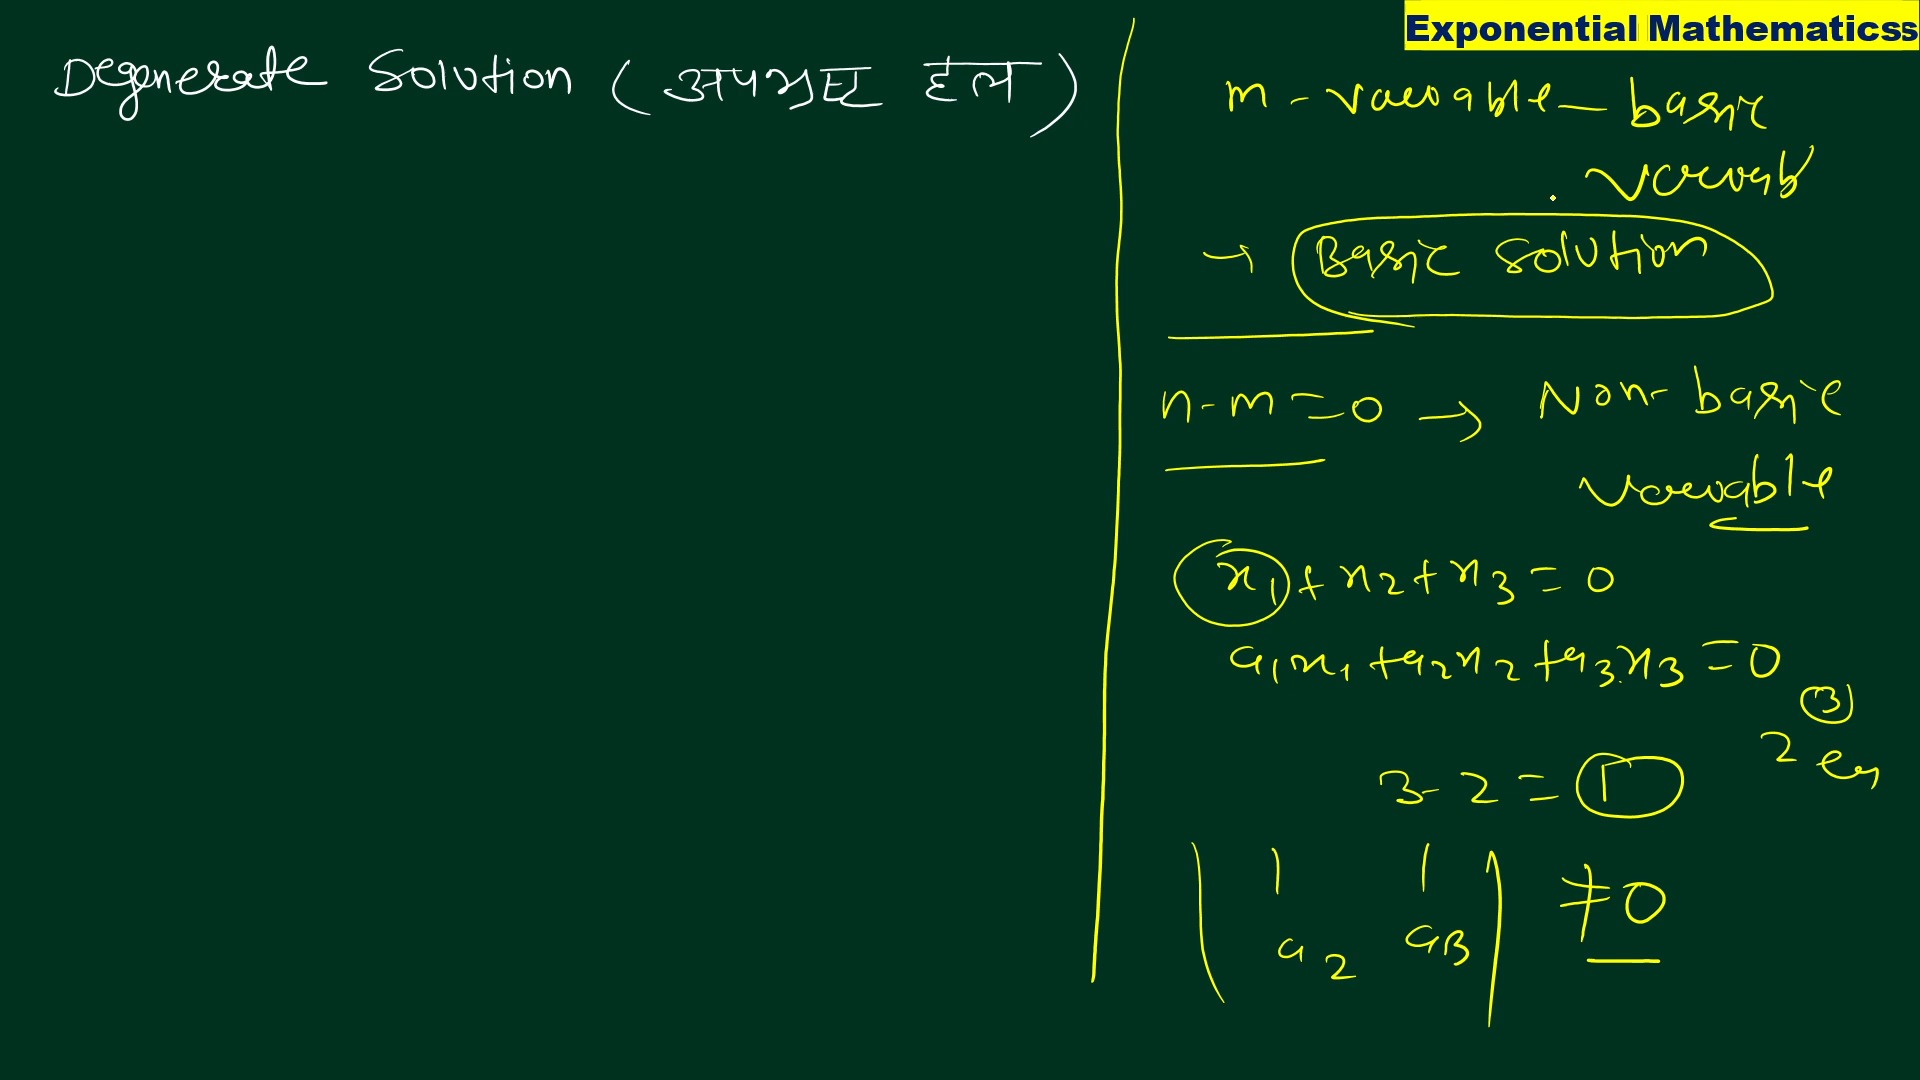 Degenerate Solution (अपभ्रष्ट हल)
Exponential Mathematicss
m - variable - basic
variab
→ Basic solution
n-m=0 → Non-basic
variable
x1 + x2 + x3 = 0
a1x1 + a2x2 + a3x3 = 0
3
2 eq
3-2 = 1
| 1 1 | ≠0
a2 a3